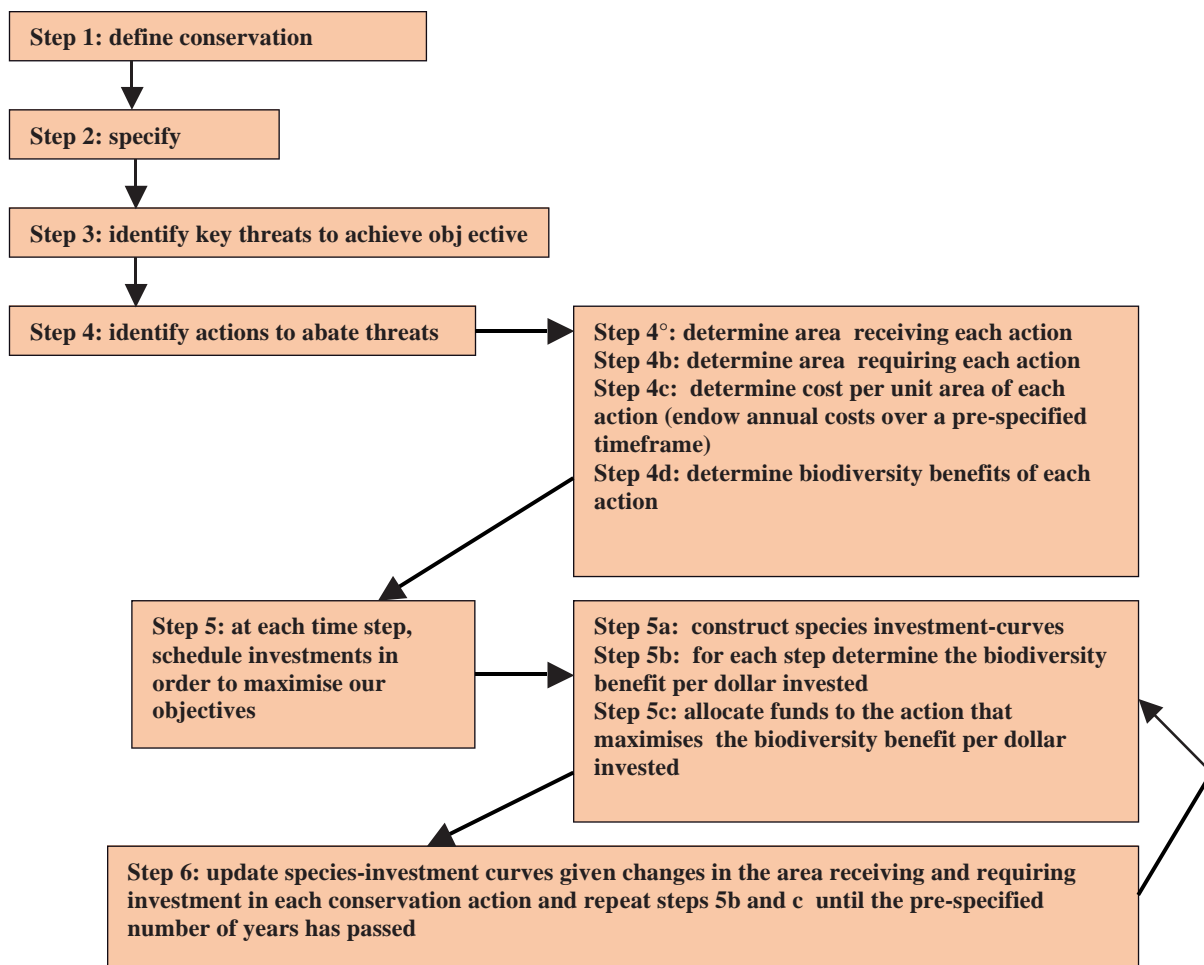 Step 1: define conservation
Step 2: specify
Step 3: identify key threats to achieve obj ective
Step 4: identify actions to abate threats
Step 4°: determine area receiving each action
Step 4b: determine area requiring each action
Step 4c: determine cost per unit area of each
action (endow annual costs over a pre-specified
timeframe)
Step 4d: determine biodiversity benefits of each
action
Step 5: at each time step,
schedule investments in
order to maximise our
objectives
Step 5a: construct species investment-curves
Step 5b: for each step determine the biodiversity
benefit per dollar invested
Step 5c: allocate funds to the action that
maximises the biodiversity benefit per dollar
invested
Step 6: update species-investment curves given changes in the area receiving and requiring
investment in each conservation action and repeat steps 5b and c until the pre-specified
number of years has passed